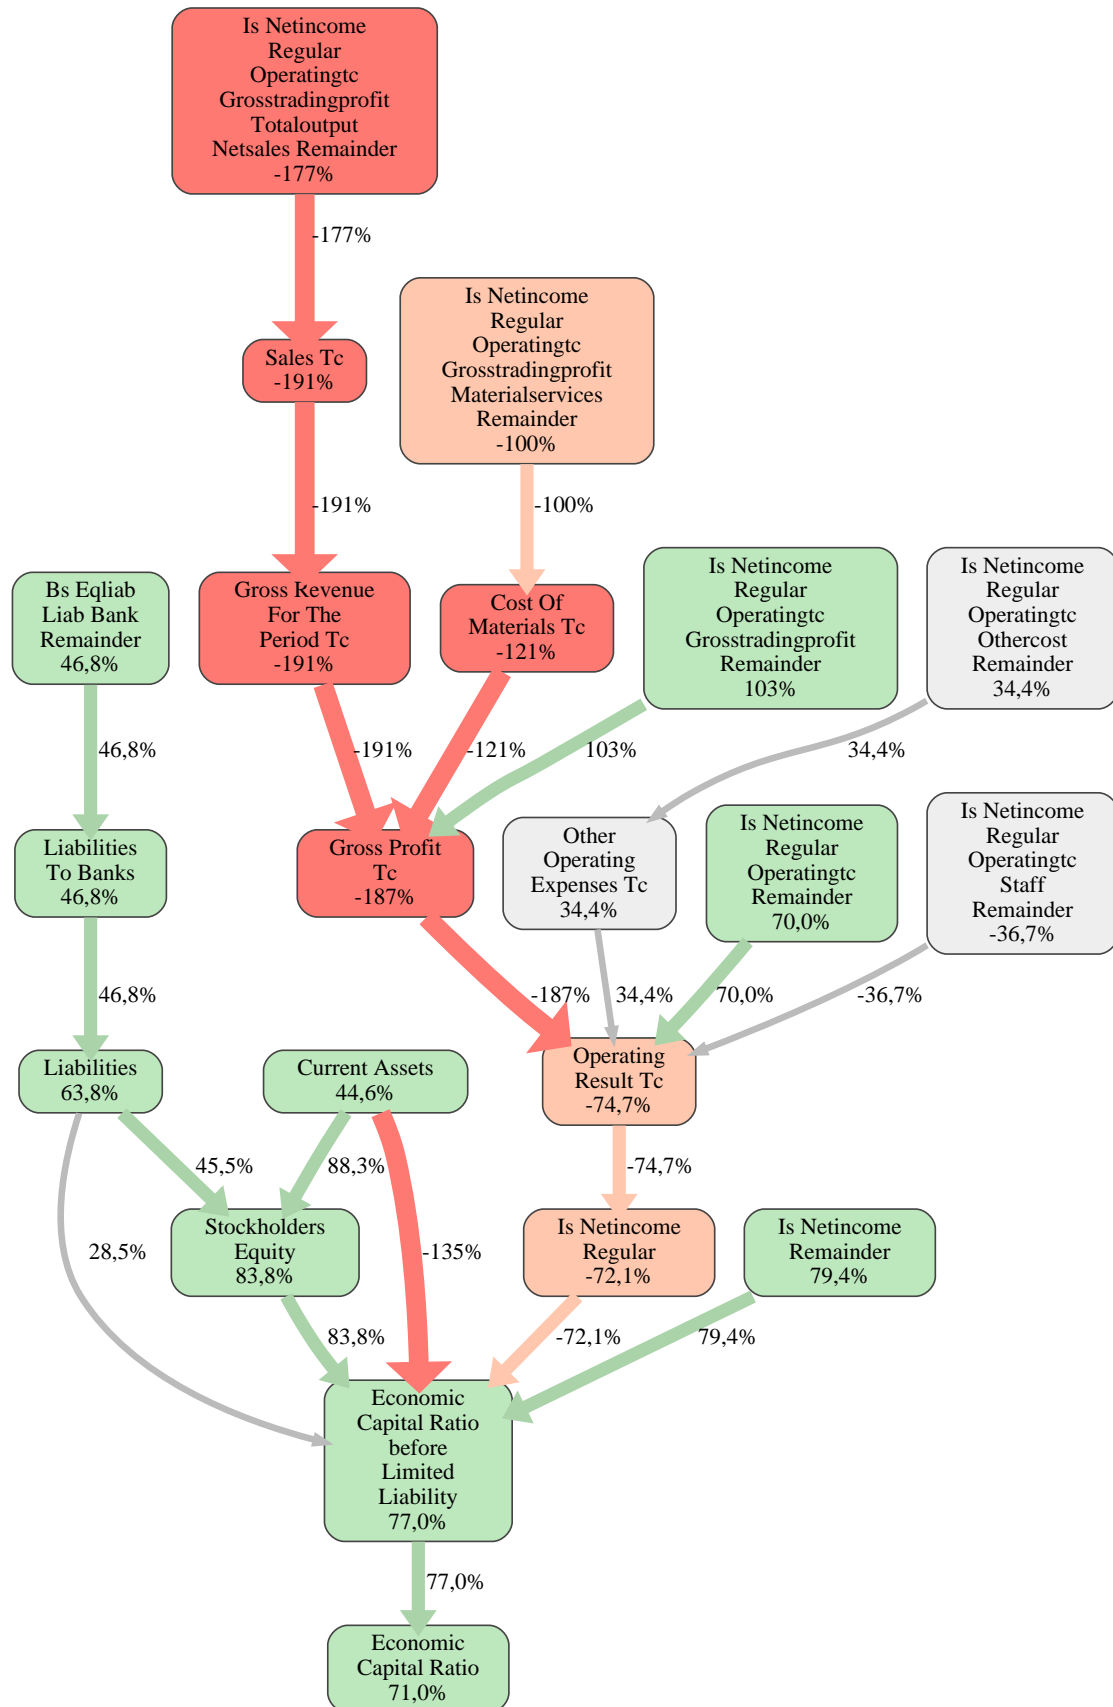 Is Netincome
Regular
Operatingtc
Grosstradingprofit
Totaloutput
Netsales Remainder
-177%
-177%
Is Netincome
Regular
Operatingtc
Grosstradingprofit
Materialservices
Remainder
-100%
Sales Tc
-191%
-191%
-100%
Bs Eqliab
Liab Bank
Remainder
46,8%
Gross Revenue
For The
Period Tc
-191%
Cost Of
Materials Tc
-121%
Is Netincome
Regular
Operatingtc
Grosstradingprofit
Remainder
103%
Is Netincome
Regular
Operatingtc
Othercost
Remainder
34,4%
46,8%
-191%
-121%
103%
34,4%
Liabilities
To Banks
46,8%
Gross Profit
Tc
-187%
Other
Operating
Expenses Tc
34,4%
Is Netincome
Regular
Operatingtc
Remainder
70,0%
Is Netincome
Regular
Operatingtc
Staff
Remainder
-36,7%
46,8%
-187%
34,4%
70,0%
-36,7%
Liabilities
63,8%
Current Assets
44,6%
Operating
Result Tc
-74,7%
45,5%
88,3%
-74,7%
28,5%
Stockholders
Equity
83,8%
-135%
Is Netincome
Regular
-72,1%
Is Netincome
Remainder
79,4%
83,8%
-72,1%
79,4%
Economic
Capital Ratio
before
Limited
Liability
77,0%
77,0%
Economic
Capital Ratio
71,0%